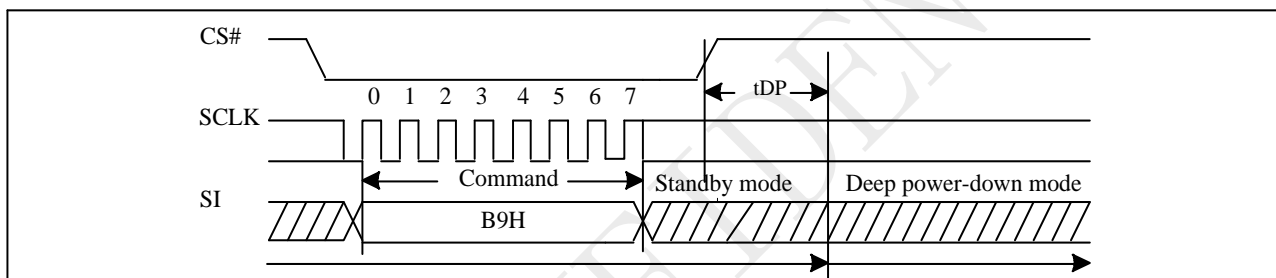 CS#
tDP
0 1 2 3 4 5 6 7
SCLK
Command
Standby mode
Deep power-down mode
SI
B9H